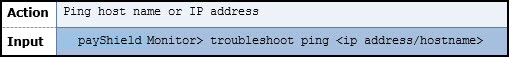 Action Ping host name or IP address
Input payShield Monitor> troubleshoot ping <ip address/hostname>